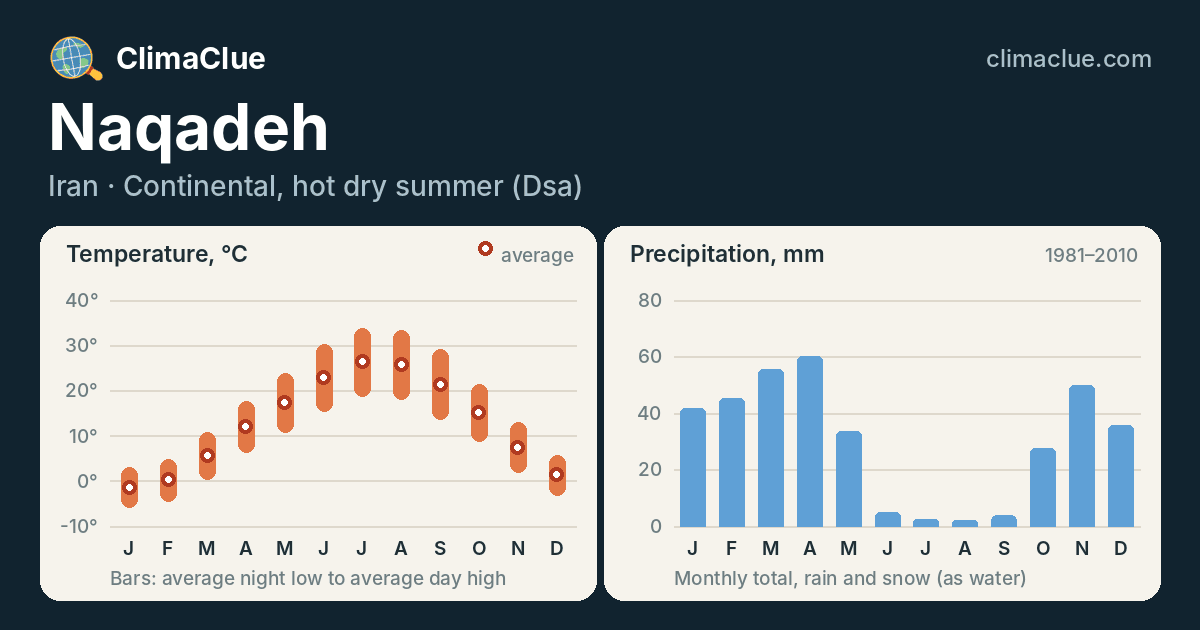 ClimaClue
climaclue.com
Naqadeh
Iran · Continental, hot dry summer (Dsa)
Temperature, °C
average
40°
30°
20°
10°
0°
-10°
J F M A M J J A S O N D
Bars: average night low to average day high
Precipitation, mm
1981–2010
80
60
40
20
0
J F M A M J J A S O N D
Monthly total, rain and snow (as water)